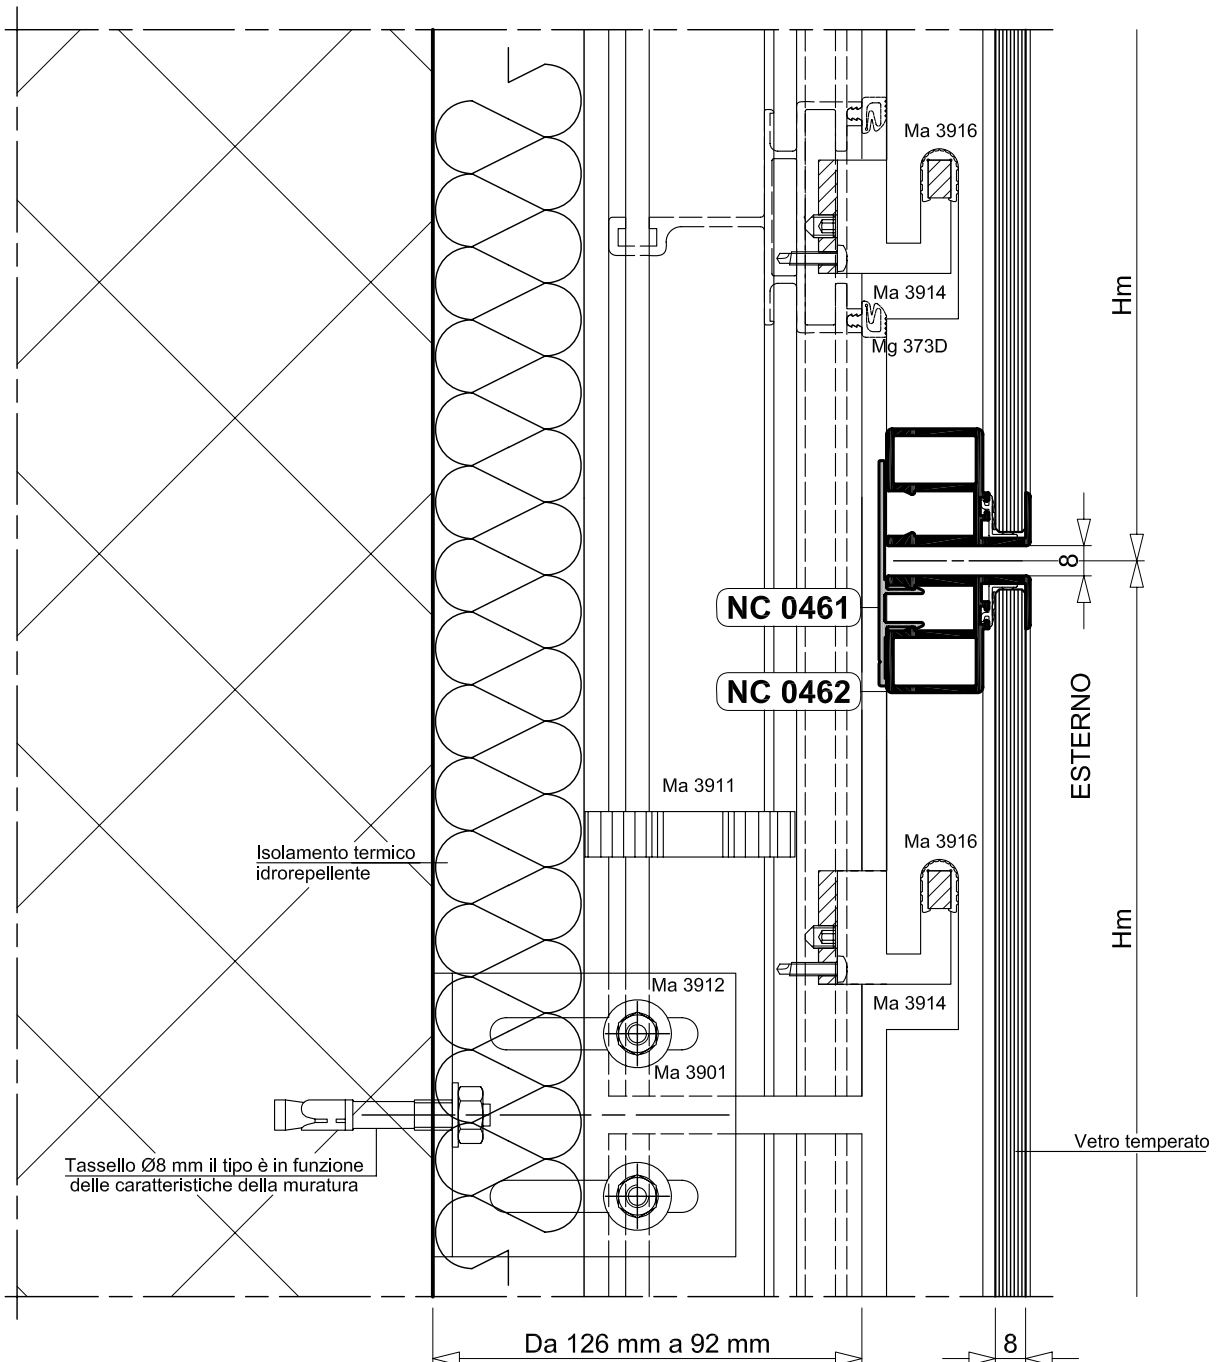 Ma 3916
Hm
Ma 3914
Mg 373D
8
NC 0461
NC 0462
ESTERNO
Ma 3911
Ma 3916
Isolamento termico
idrorepellente
Hm
Ma 3912
Ma 3914
Ma 3901
Vetro temperato
Tassello Ø8 mm il tipo è in funzione
delle caratteristiche della muratura
Da 126 mm a 92 mm
8